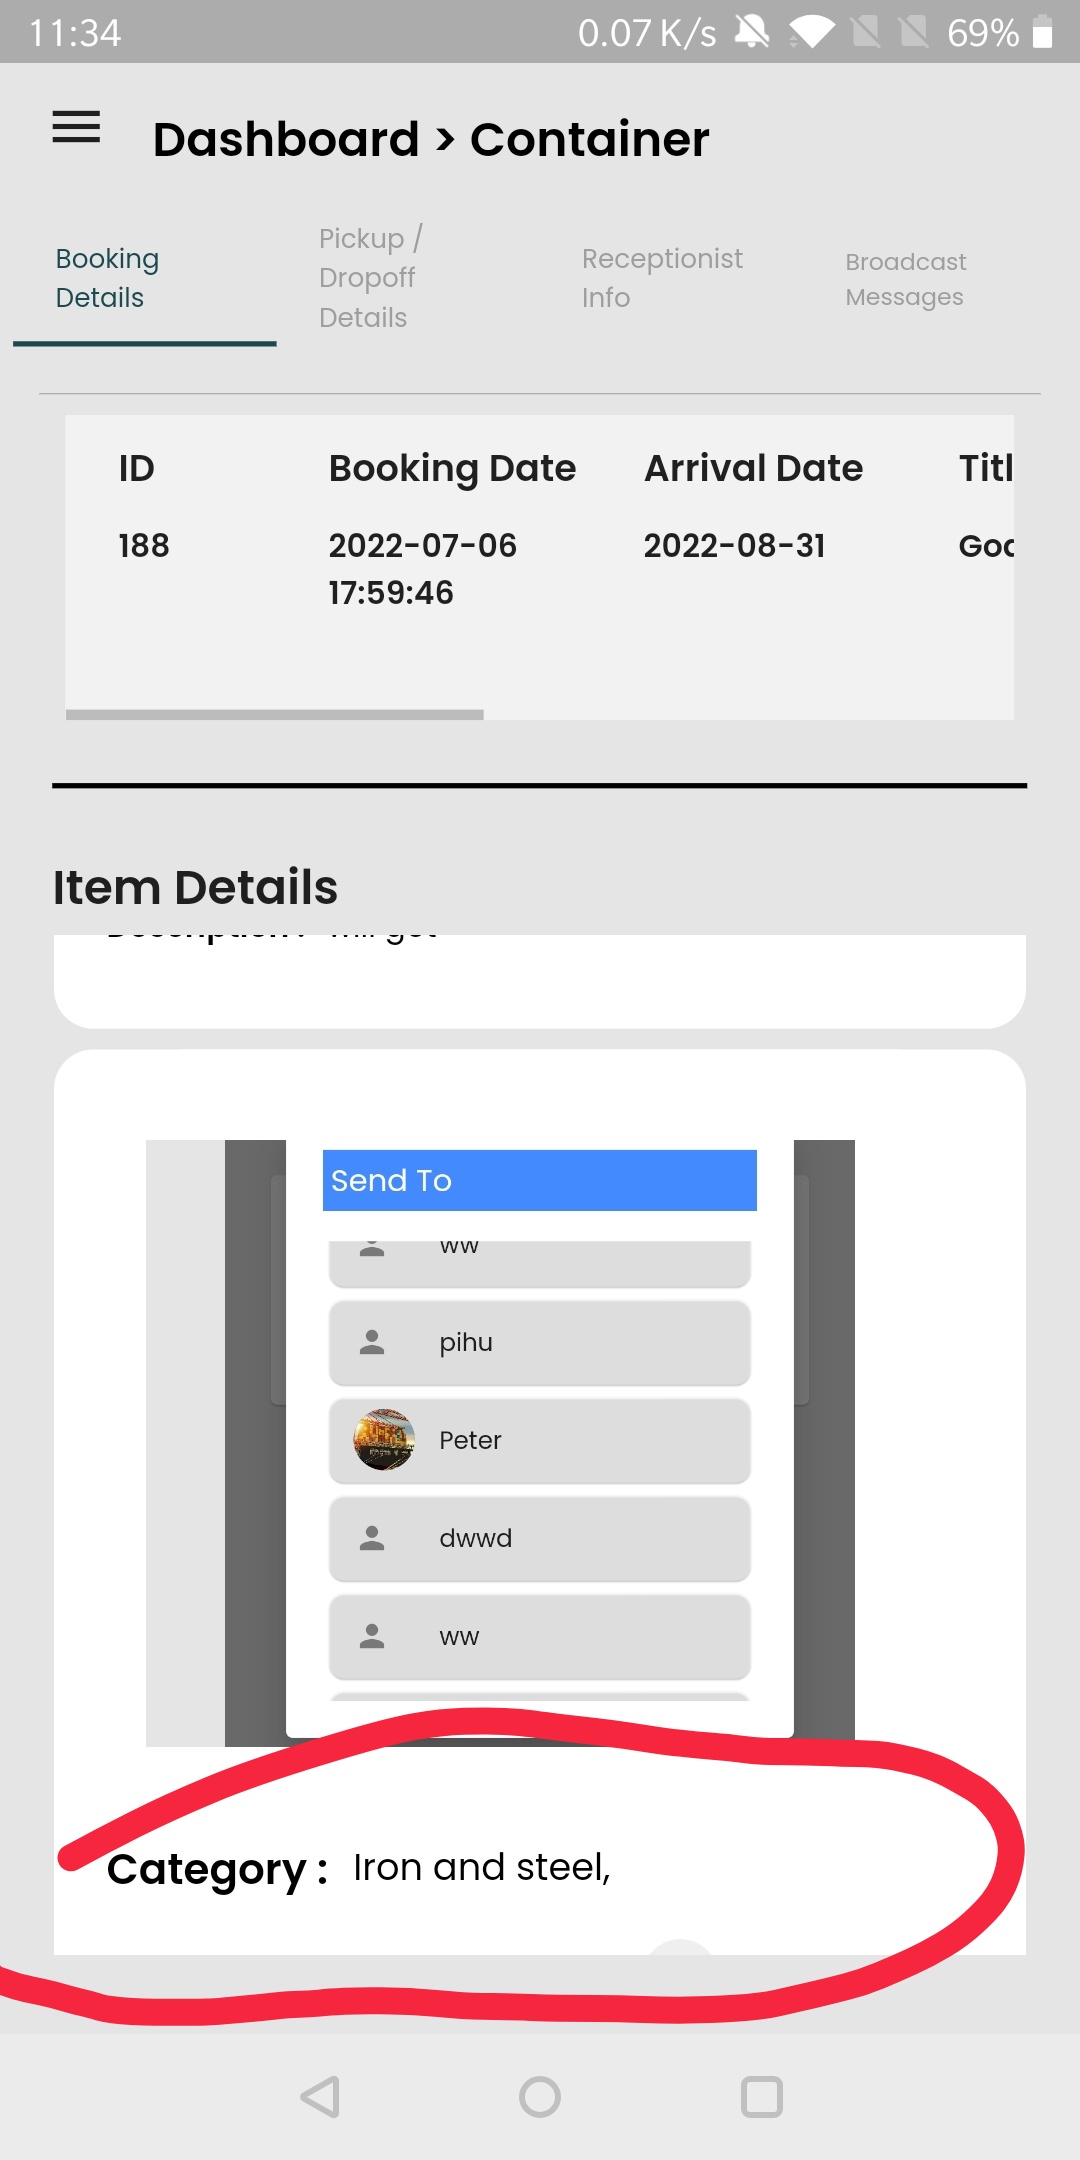 11:34 0.07 K/s 69%
Dashboard > Container
Booking Details
Pickup / Dropoff Details
Receptionist Info
Broadcast Messages
ID Booking Date Arrival Date Titl
188 2022-07-06 17:59:46 2022-08-31
Item Details
Send To
ww
pihu
Peter
dwwd
ww
Category : Iron and steel,